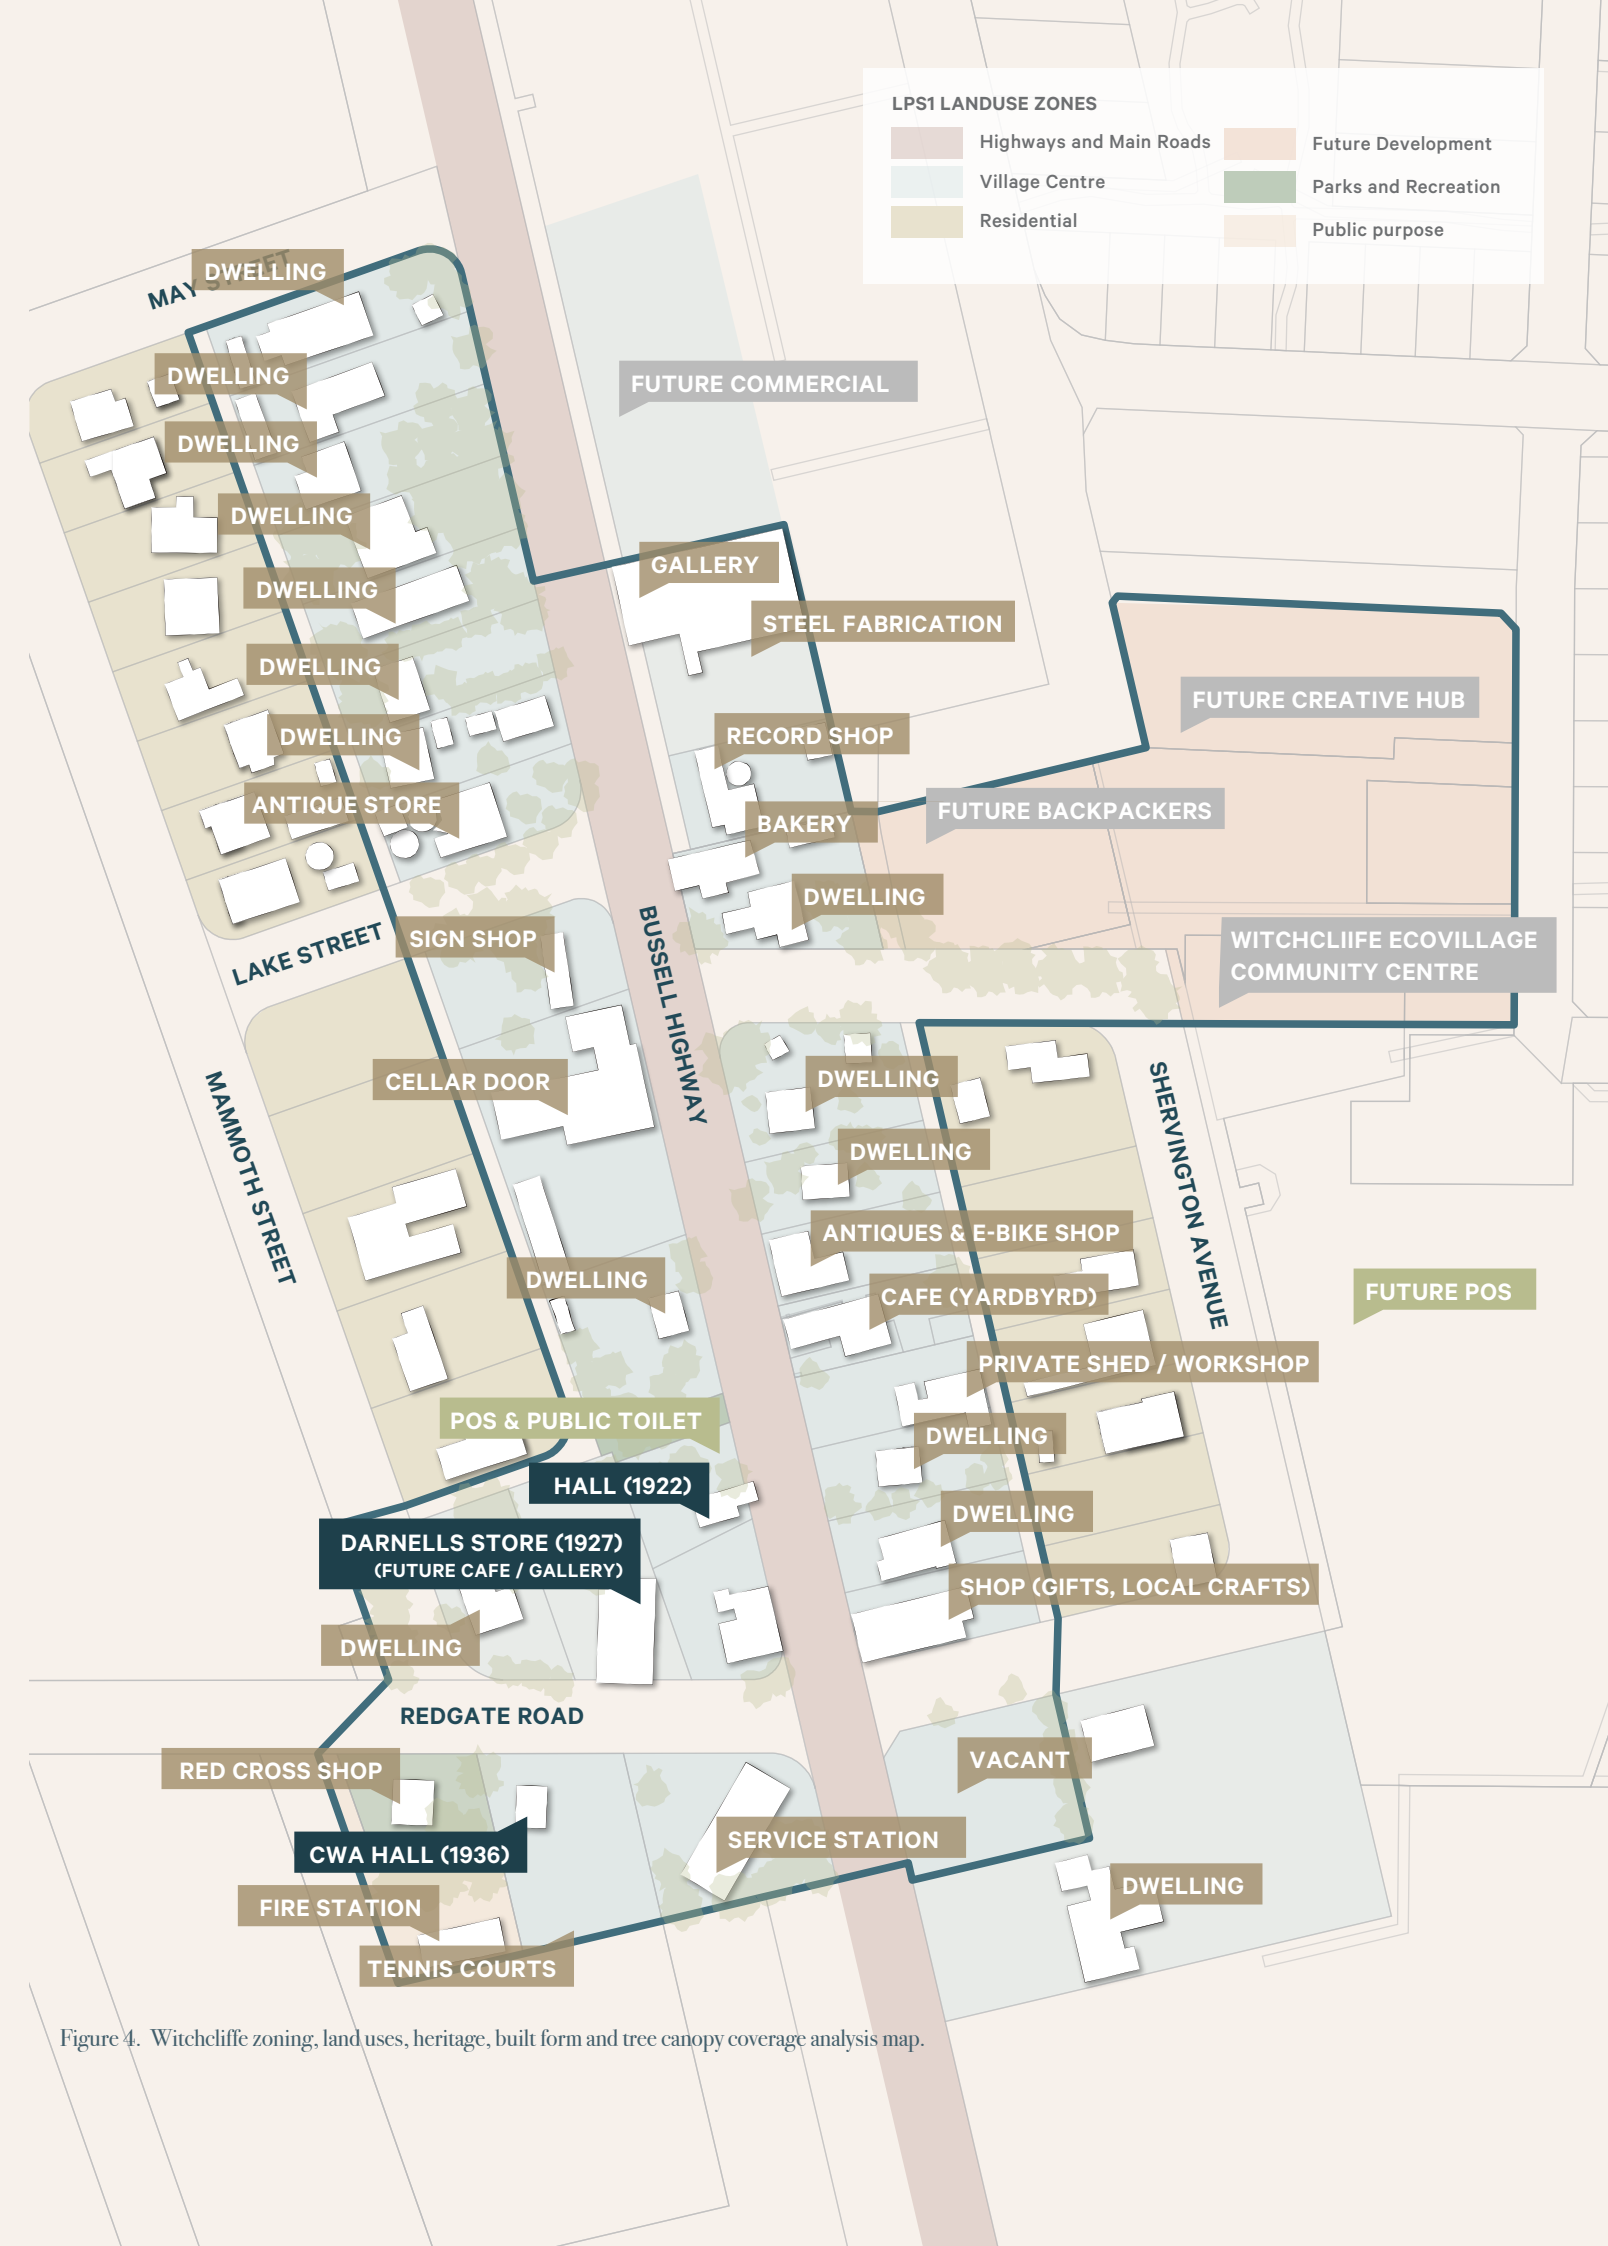 LPS1 LANDUSE ZONES
Highways and Main Roads
Village Centre
Residential
Future Development
Parks and Recreation
Public purpose
MAY STREET
DWELLING
DWELLING
DWELLING
DWELLING
DWELLING
DWELLING
DWELLING
ANTIQUE STORE
FUTURE COMMERCIAL
GALLERY
STEEL FABRICATION
RECORD SHOP
BAKERY
DWELLING
FUTURE CREATIVE HUB
FUTURE BACKPACKERS
WITCHCLIIFE ECOVILLAGE
COMMUNITY CENTRE
LAKE STREET
SIGN SHOP
BUSSELL HIGHWAY
CELLAR DOOR
MAMMOTH STREET
DWELLING
DWELLING
DWELLING
SHERVINGTON AVENUE
ANTIQUES & E-BIKE SHOP
CAFE (YARDBYRD)
FUTURE POS
PRIVATE SHED / WORKSHOP
POS & PUBLIC TOILET
DWELLING
HALL (1922)
DWELLING
DARNELLS STORE (1927)
(FUTURE CAFE / GALLERY)
SHOP (GIFTS, LOCAL CRAFTS)
DWELLING
REDGATE ROAD
RED CROSS SHOP
VACANT
CWA HALL (1936)
SERVICE STATION
DWELLING
FIRE STATION
TENNIS COURTS
Figure 4. Witchcliffe zoning, land uses, heritage, built form and tree canopy coverage analysis map.